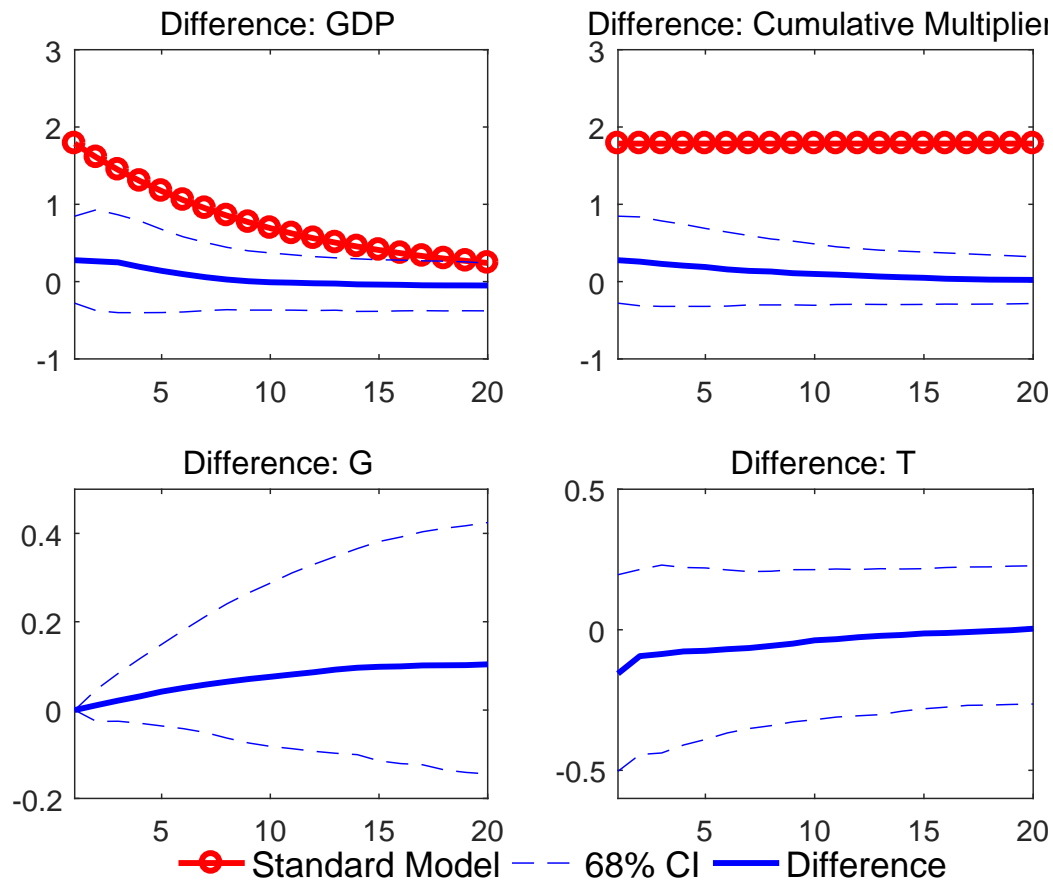 Difference: GDP
3
2
1
0
-1
5 10 15 20
Difference: Cumulative Multiplier
3
2
1
0
-1
5 10 15 20
Difference: G
0.4
0.2
0
-0.2
5 10 15 20
Difference: T
0.5
0
-0.5
5 10 15 20
Standard Model 68% CI Difference